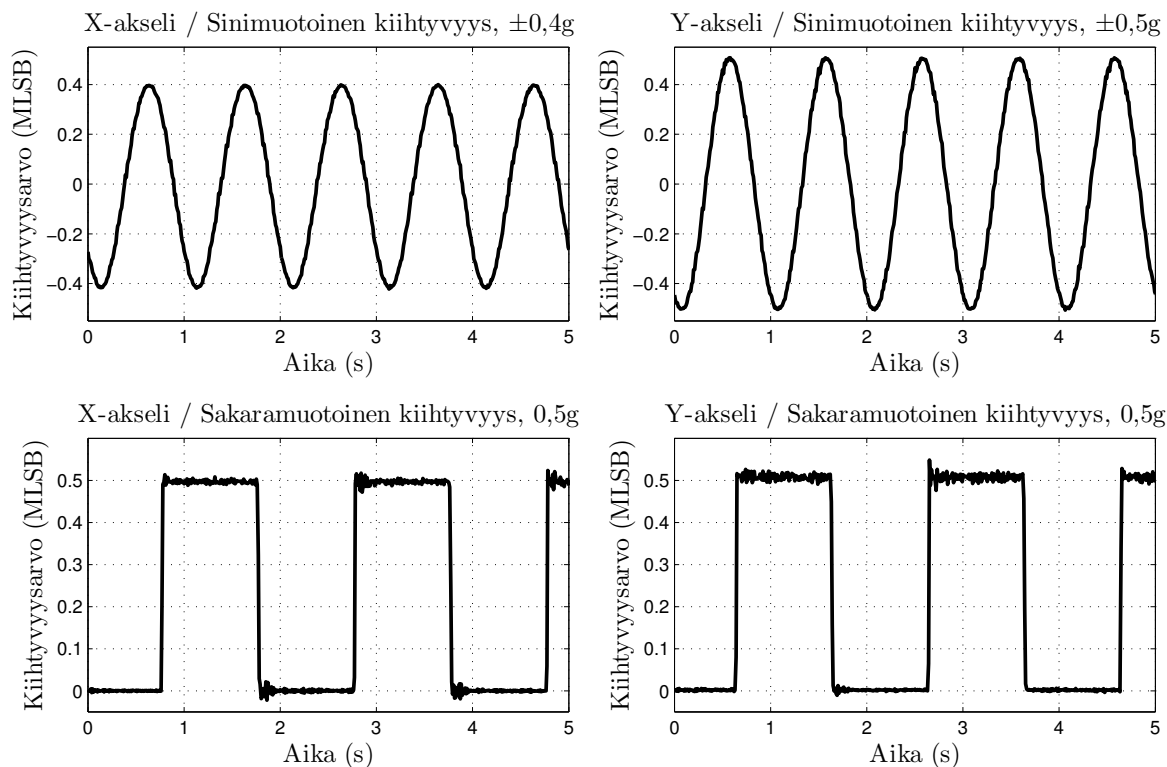 X-akseli / Sinimuotoinen kiihtyvyys, ±0,4g
Kiihtyvyysarvo (MLSB)
0.4
0.2
0
−0.2
−0.4
0 1 2 3 4 5
Aika (s)
Y-akseli / Sinimuotoinen kiihtyvyys, ±0,5g
Kiihtyvyysarvo (MLSB)
0.4
0.2
0
−0.2
−0.4
0 1 2 3 4 5
Aika (s)
X-akseli / Sakaramuotoinen kiihtyvyys, 0,5g
Kiihtyvyysarvo (MLSB)
0.5
0.4
0.3
0.2
0.1
0
0 1 2 3 4 5
Aika (s)
Y-akseli / Sakaramuotoinen kiihtyvyys, 0,5g
Kiihtyvyysarvo (MLSB)
0.5
0.4
0.3
0.2
0.1
0
0 1 2 3 4 5
Aika (s)